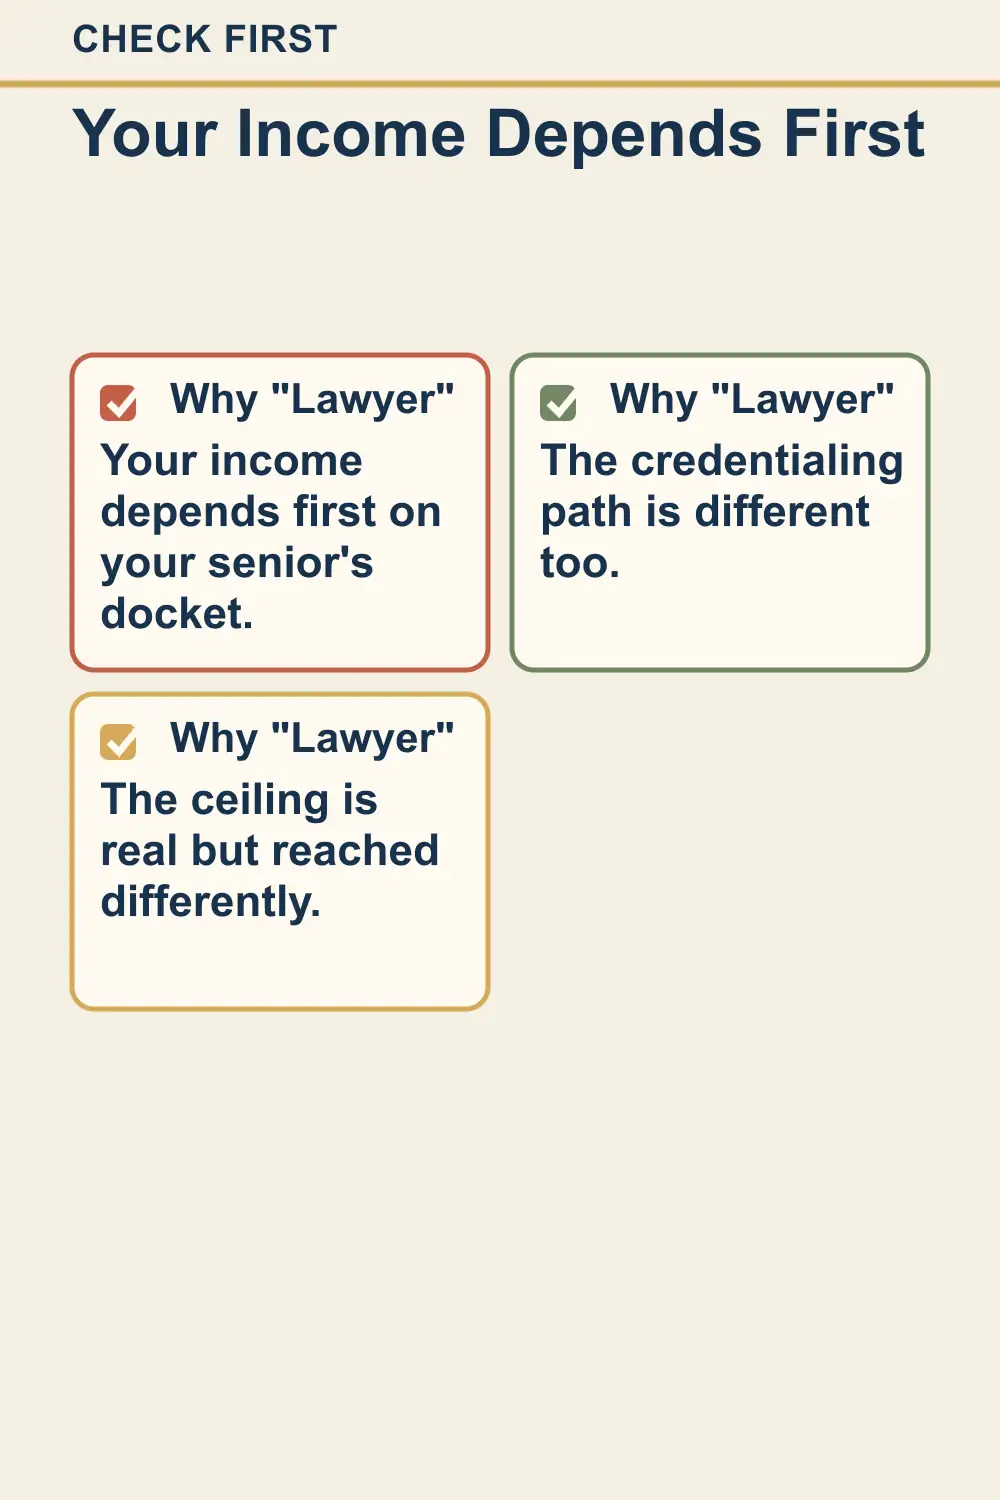 CHECK FIRST
Your Income Depends First
Why "Lawyer"
Your income
depends first on
your senior's
docket.
Why "Lawyer"
The credentialing
path is different
too.
Why "Lawyer"
The ceiling is
real but reached
differently.